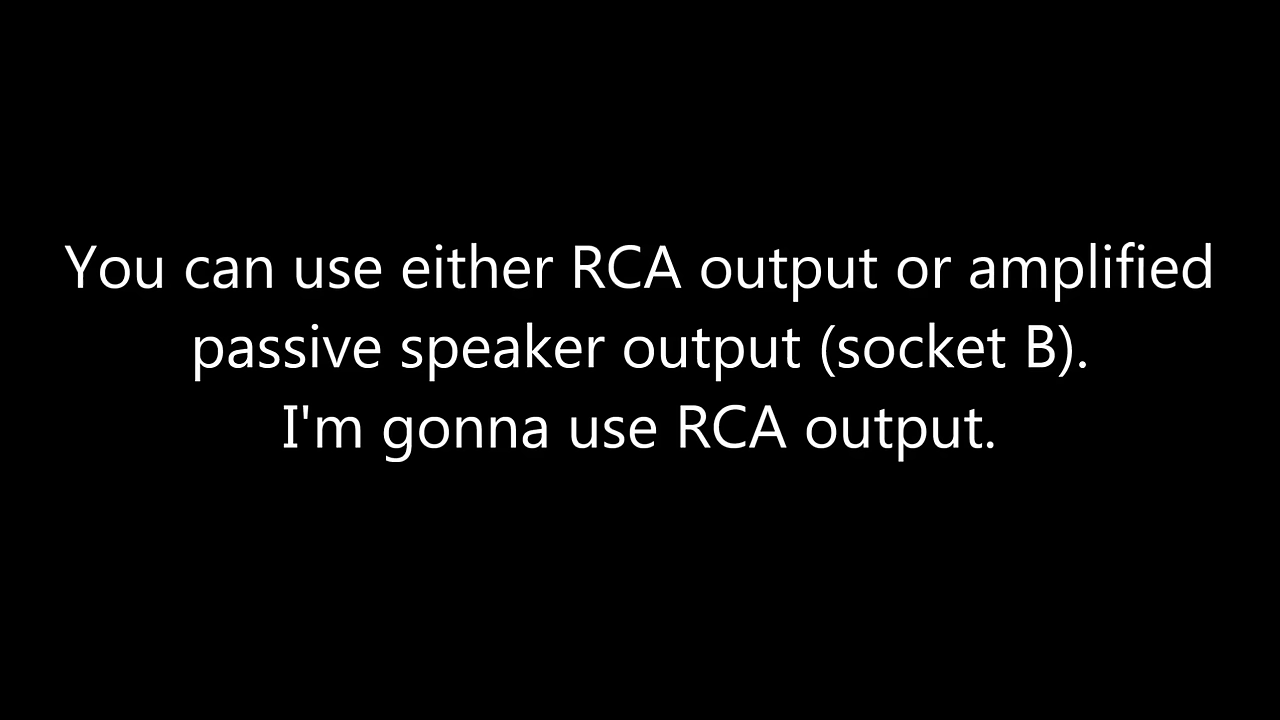 You can use either RCA output or amplified
passive speaker output (socket B).
I'm gonna use RCA output.